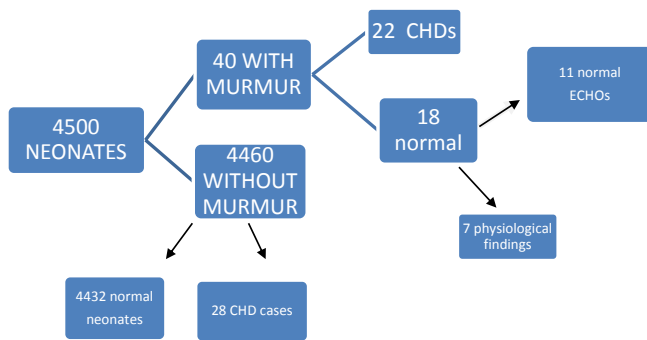 22 CHDs
40 WITH
MURMUR
11 normal
ECHOs
4500
NEONATES
18
normal
4460
WITHOUT
MURMUR
7 physiological
findings
4432 normal
neonates
28 CHD cases